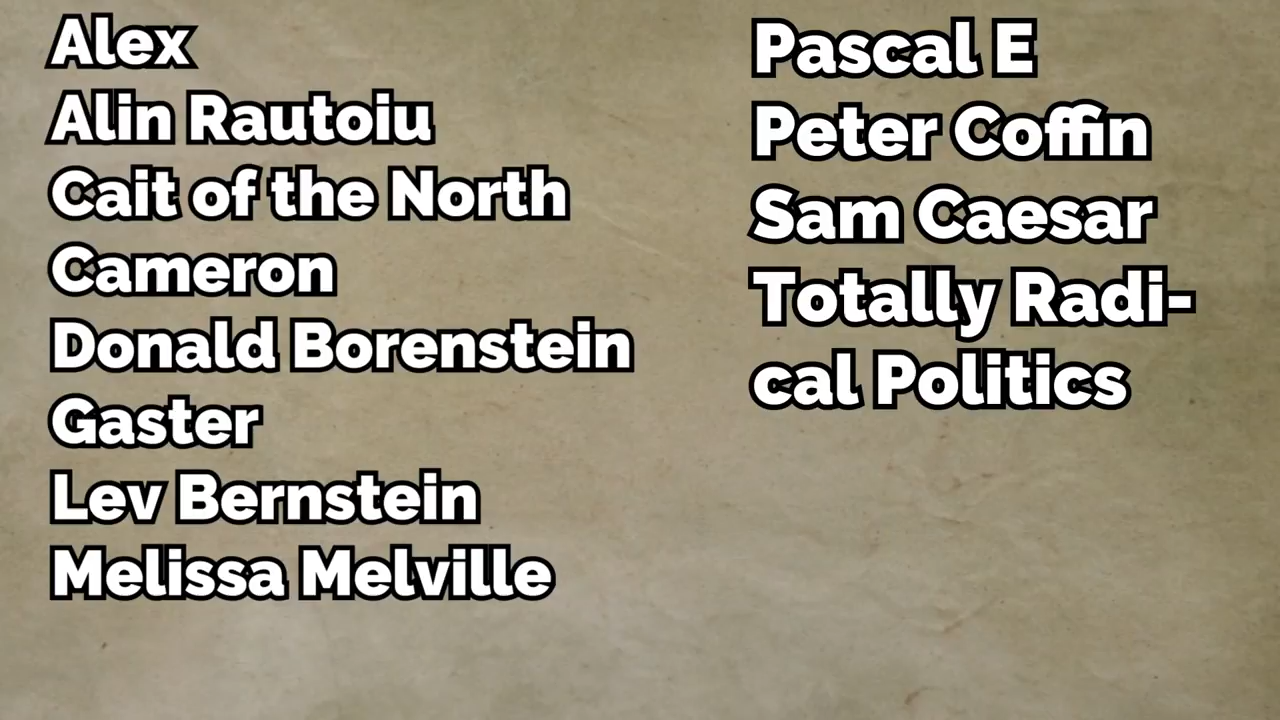 Alex
Alin Rautoiu
Cait of the North
Cameron
Donald Borenstein
Gaster
Lev Bernstein
Melissa Melville
Pascal E
Peter Coffin
Sam Caesar
Totally Radi-
cal Politics